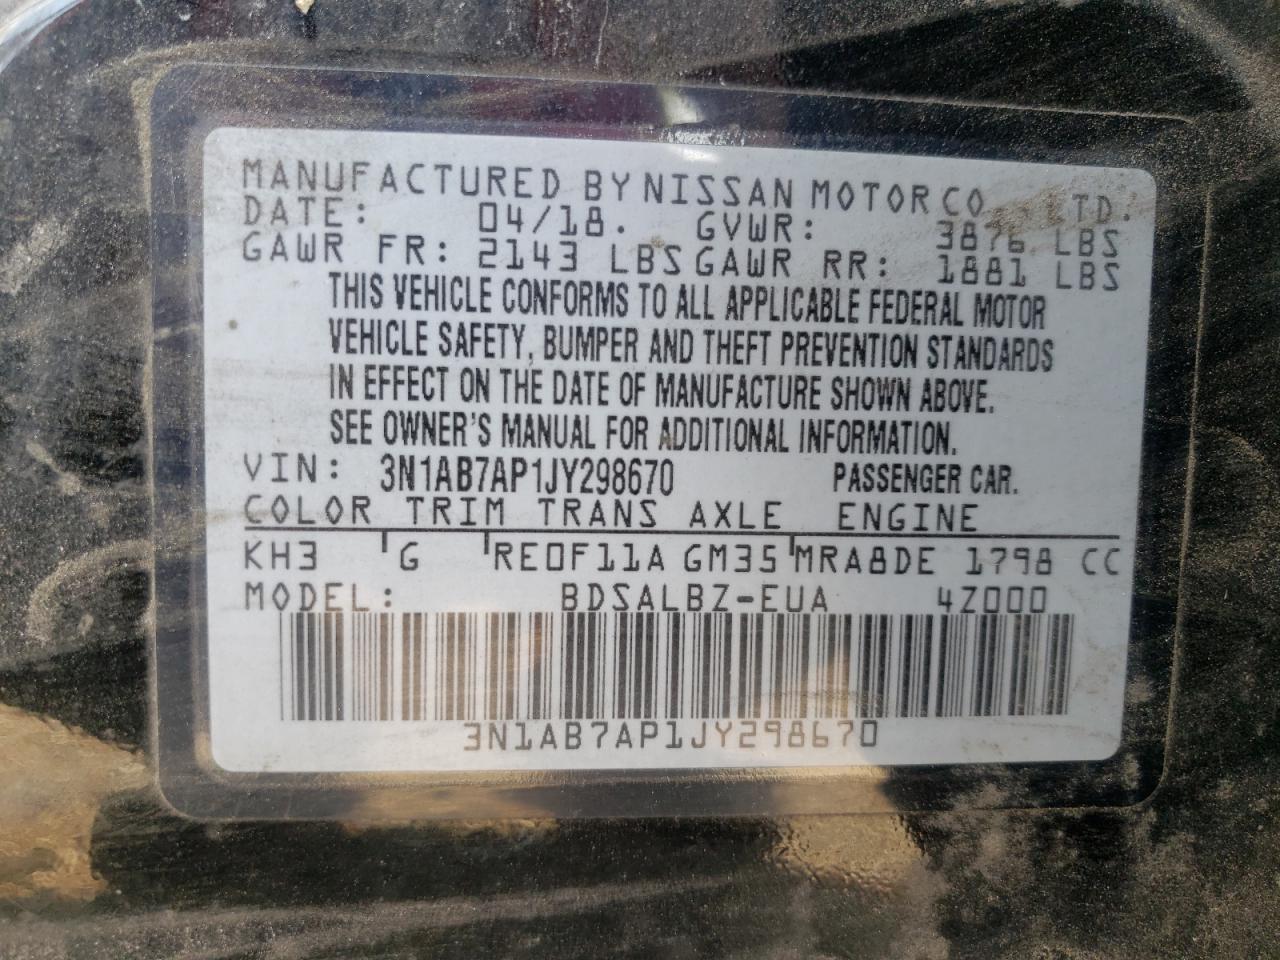 MANUFACTURED BY NISSAN MOTOR CO., LTD.
DATE: 04/18. GVWR: 3876 LBS
GAWR FR: 2143 LBS GAWR RR: 1881 LBS
THIS VEHICLE CONFORMS TO ALL APPLICABLE FEDERAL MOTOR
VEHICLE SAFETY, BUMPER AND THEFT PREVENTION STANDARDS
IN EFFECT ON THE DATE OF MANUFACTURE SHOWN ABOVE.
SEE OWNER'S MANUAL FOR ADDITIONAL INFORMATION.
VIN: 3N1AB7AP1JY298670 PASSENGER CAR.
COLOR TRIM TRANS AXLE ENGINE
KH3 G RE0F11A GM35 MRA8DE 1798 CC
MODEL: BDSALBZ-EUA 4Z000
3N1AB7AP1JY298670